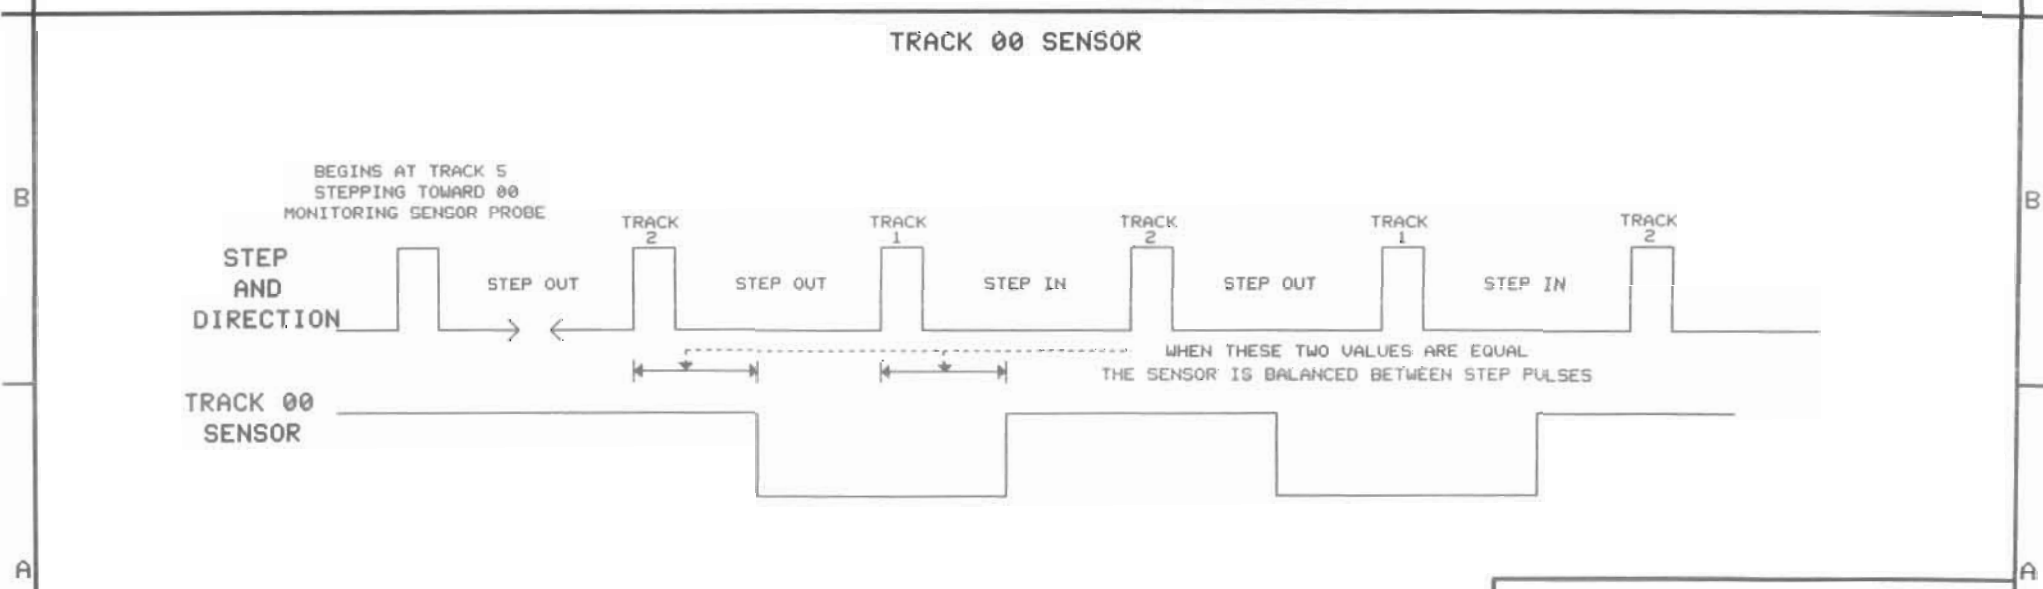 TRACK 00 SENSOR
BEGINS AT TRACK 5
STEPPING TOWARD 00
MONITORING SENSOR PROBE
B
B
TRACK
2
TRACK
1
TRACK
2
TRACK
1
TRACK
2
STEP
AND
DIRECTION
STEP OUT
STEP OUT
STEP IN
STEP OUT
STEP IN
WHEN THESE TWO VALUES ARE EQUAL
THE SENSOR IS BALANCED BETWEEN STEP PULSES
TRACK 00
SENSOR
A
A